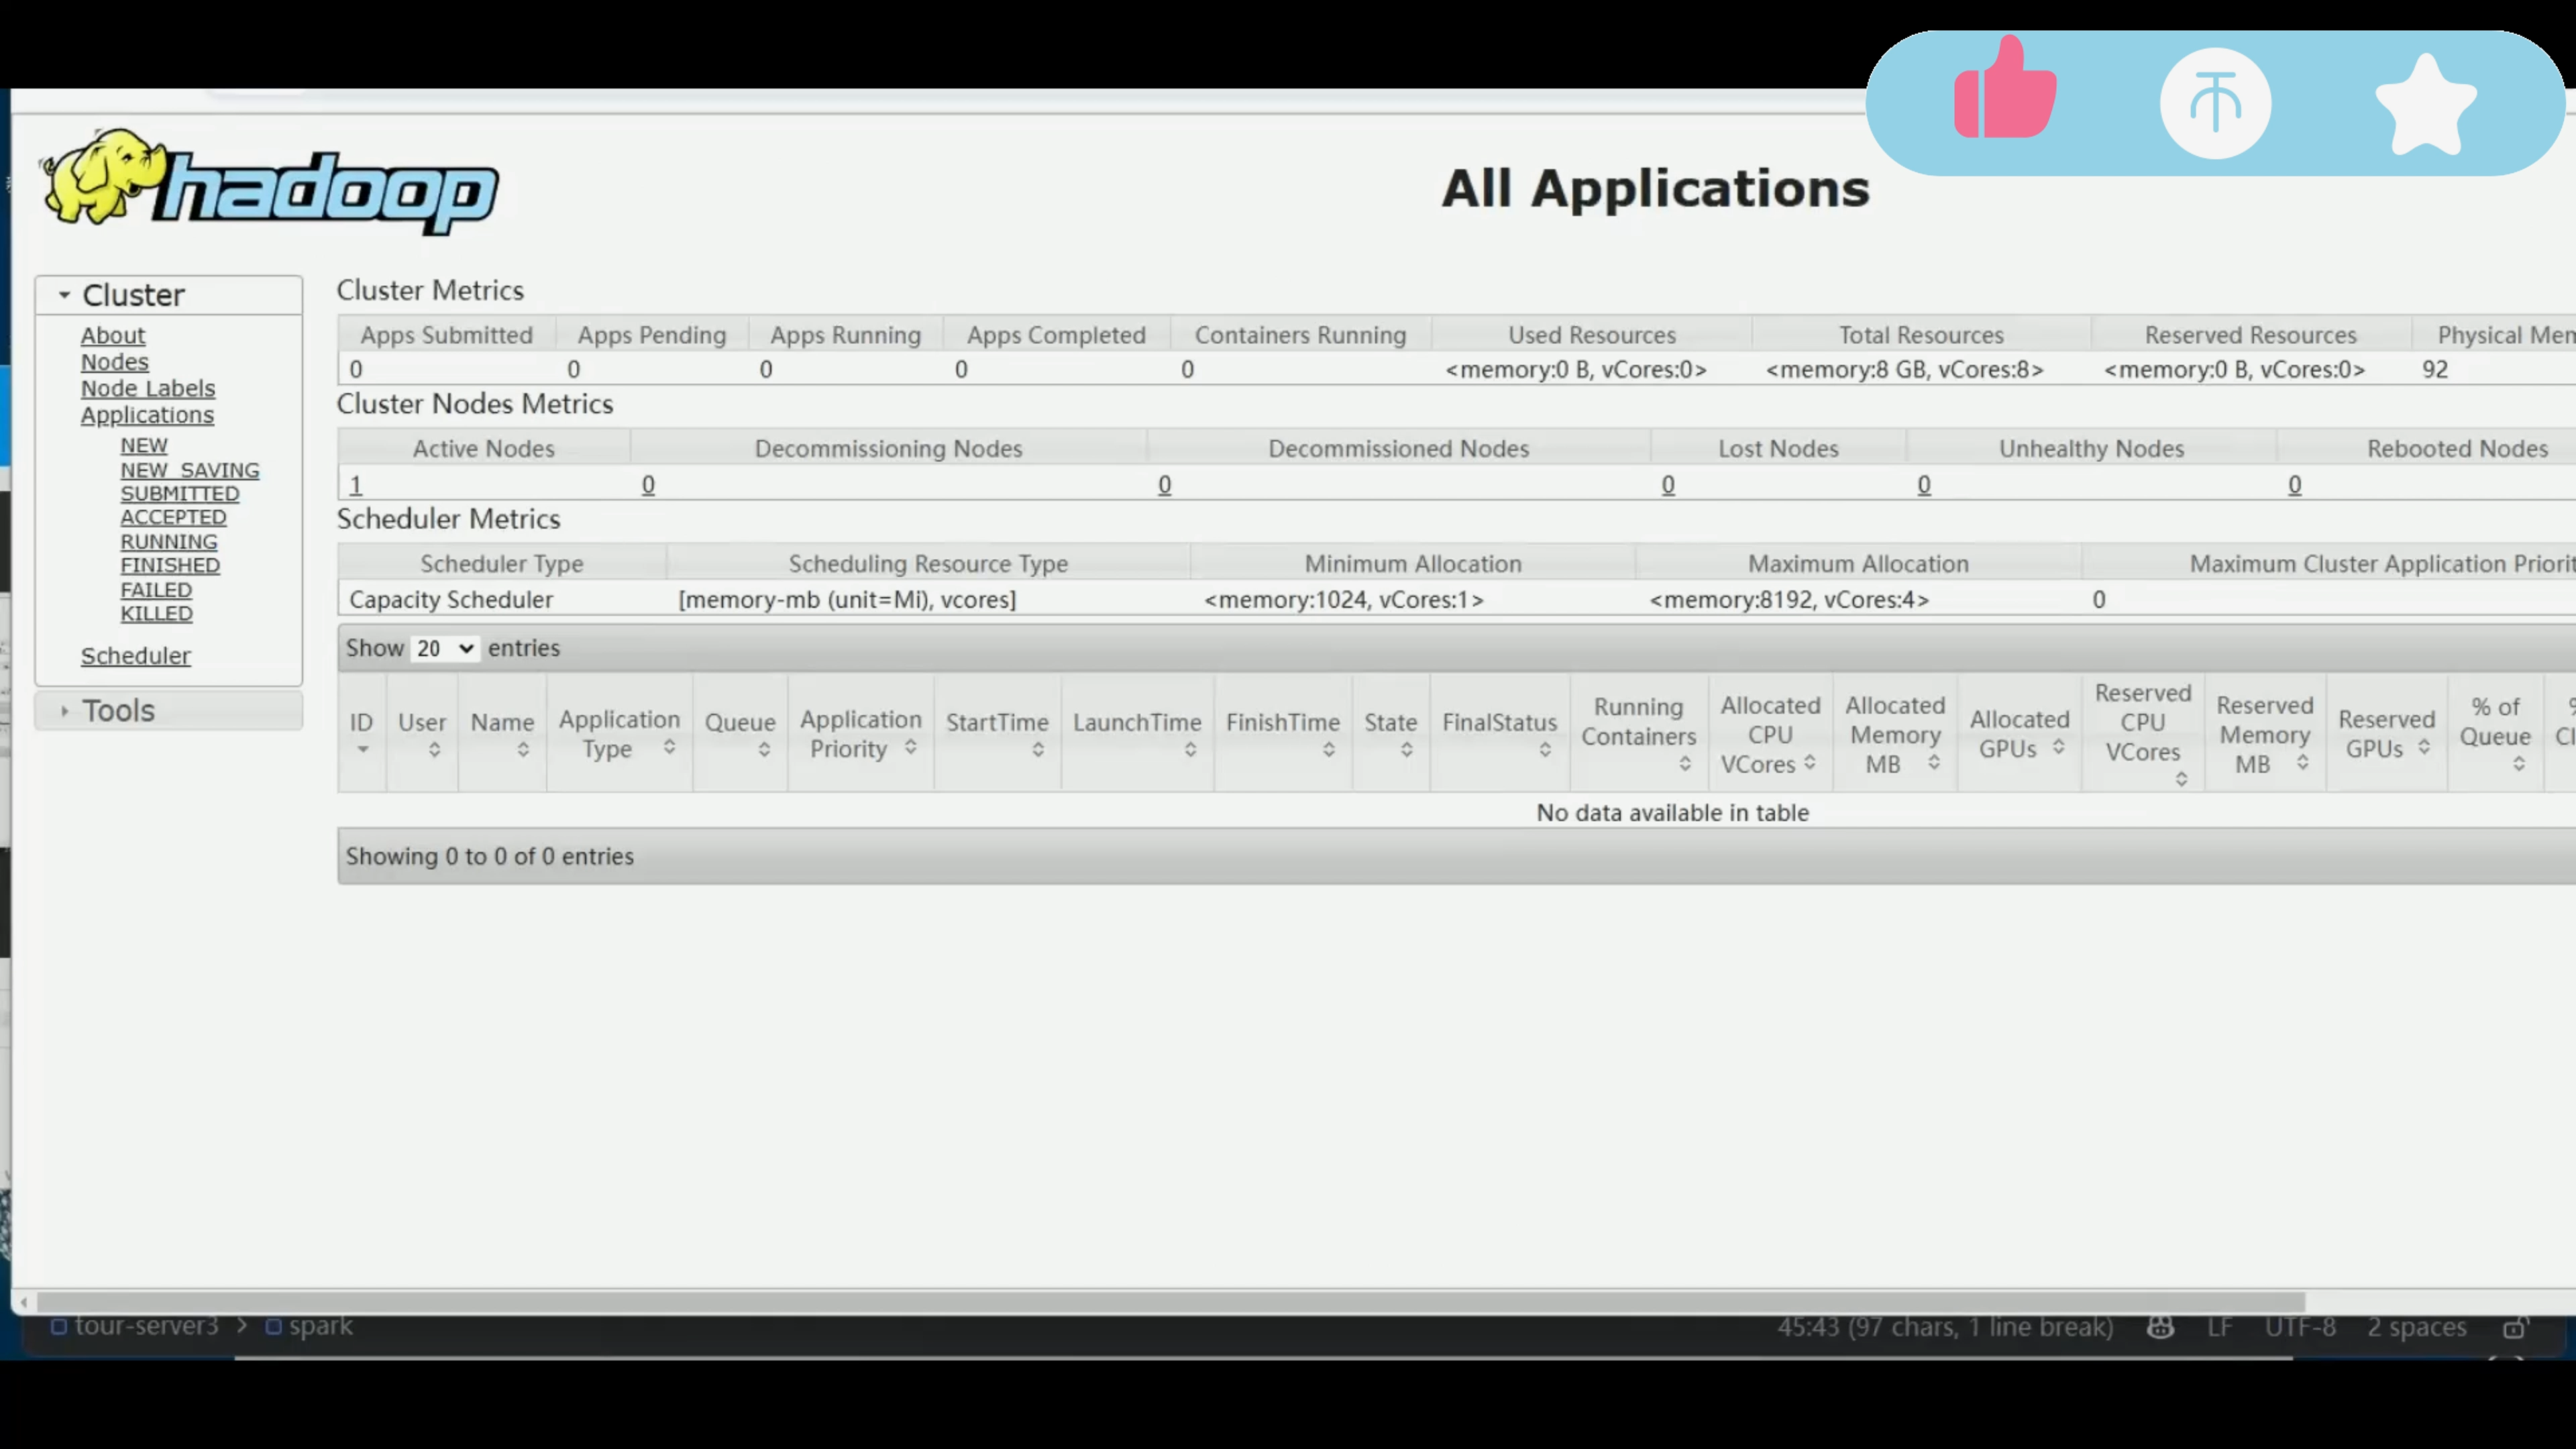 hadoop
All Applications
Cluster
About
Nodes
Node Labels
Applications
NEW
NEW_SAVING
SUBMITTED
ACCEPTED
RUNNING
FINISHED
FAILED
KILLED
Scheduler
Tools
Cluster Metrics
Apps Submitted Apps Pending Apps Running Apps Completed Containers Running Used Resources Total Resources Reserved Resources Physical Mem
0 0 0 0 0 <memory:0 B, vCores:0> <memory:8 GB, vCores:8> <memory:0 B, vCores:0> 92
Cluster Nodes Metrics
Active Nodes Decommissioning Nodes Decommissioned Nodes Lost Nodes Unhealthy Nodes Rebooted Nodes
1 0 0 0 0 0
Scheduler Metrics
Scheduler Type Scheduling Resource Type Minimum Allocation Maximum Allocation Maximum Cluster Application Priorit
Capacity Scheduler [memory-mb (unit=Mi), vcores] <memory:1024, vCores:1> <memory:8192, vCores:4> 0
Show 20 entries
ID User Name Application Type Queue Application Priority StartTime LaunchTime FinishTime State FinalStatus Running Containers Allocated CPU VCores Allocated Memory MB Allocated GPUs Reserved CPU VCores Reserved Memory MB Reserved GPUs % of Queue
No data available in table
Showing 0 to 0 of 0 entries
tour-server3 > spark 45:43 (97 chars, 1 line break) LF UTF-8 2 spaces